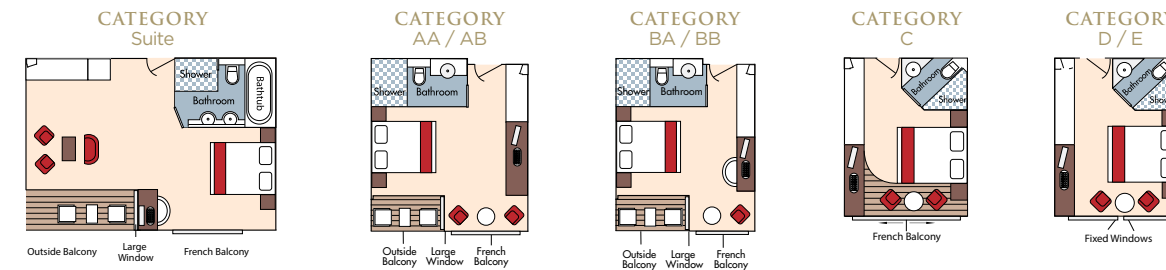 CATEGORY
Suite
Shower
Bathtub
Bathroom
Outside Balcony
Large
Window
French Balcony
CATEGORY
AA / AB
Shower
Bathroom
Outside
Balcony
Large
Window
French
Balcony
CATEGORY
BA / BB
Shower
Bathroom
Outside
Balcony
Large
Window
French
Balcony
CATEGORY
C
Bathroom
Shower
French Balcony
CATEGORY
D / E
Bathroom
Show
Fixed Windows